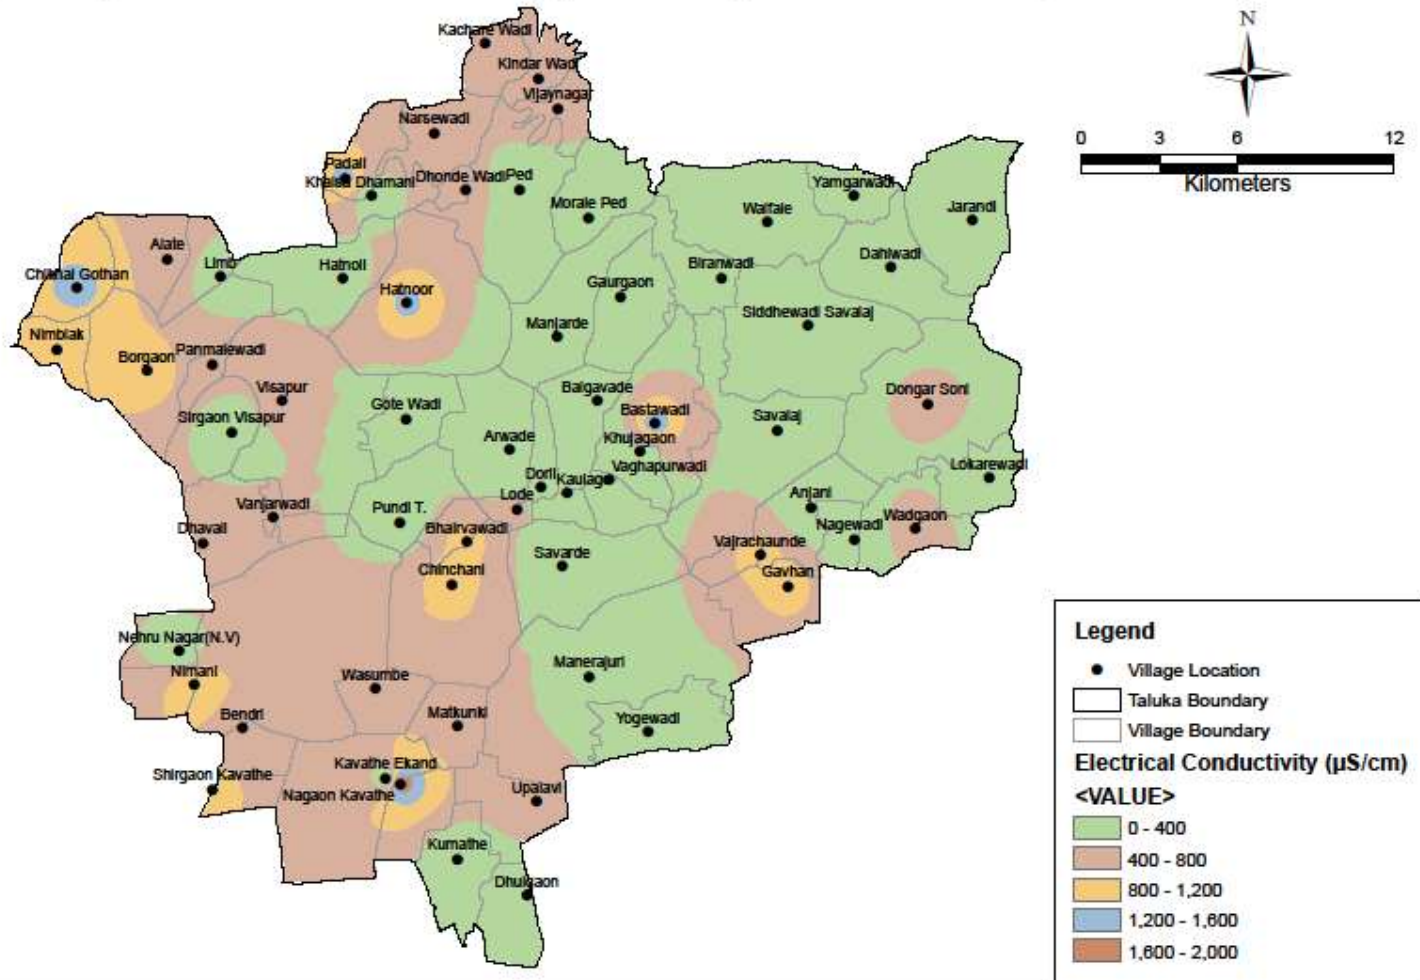 Kachare Wadi
N
Kindar Wadi
Vijaynagar
Narsewadi
0 3 6 12
Kilometers
Padali
Khalsa Dhamani
Dhonde Wadi
Ped
Yamgarwadi
Morale Ped
Waifale
Jarandi
Alate
Limb
Hatnoli
Biranwadi
Dahiwadi
Chikhal Gothan
Hatnoor
Gaurgaon
Siddhewadi Savalaj
Manjarde
Nimblak
Borgaon
Panmalewadi
Visapur
Balgavade
Dongar Soni
Gote Wadi
Bastawadi
Sirgaon Visapur
Savalaj
Arwade
Khujagaon
Vaghapurwadi
Lokarewadi
Dorli
Kaulage
Lode
Anjani
Vanjarwadi
Pundi T.
Nagewadi
Wadgaon
Dhavali
Bhairvawadi
Vajrachaunde
Savarde
Chinchani
Gavhan
Nehru Nagar(N.V)
Nimani
Wasumbe
Manerajuri
Bendri
Matkunki
Yogewadi
Shirgaon Kavathe
Kavathe Ekand
Nagaon Kavathe
Upalavi
Kumathe
Dhulgaon
Legend
Village Location
Taluka Boundary
Village Boundary
Electrical Conductivity (µS/cm)
<VALUE>
0 - 400
400 - 800
800 - 1,200
1,200 - 1,600
1,600 - 2,000